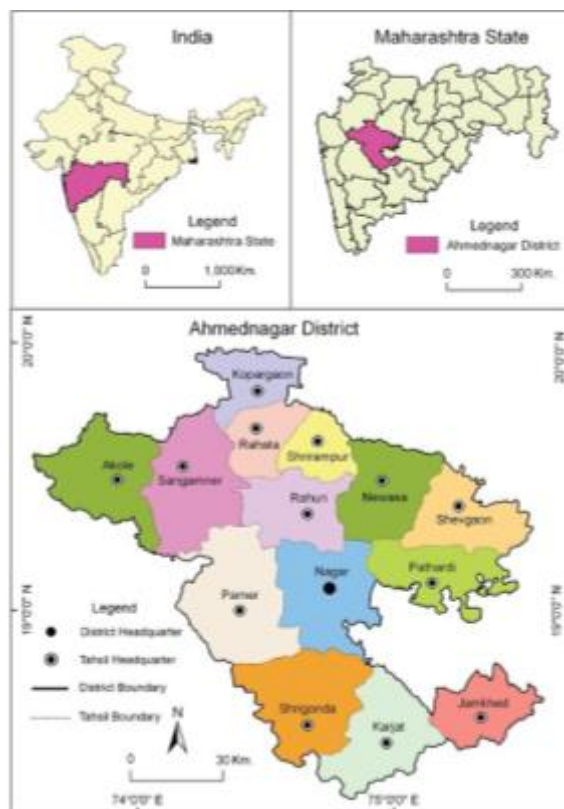 India
Legend
Maharashtra State
0 1,000 Km.
Maharashtra State
Legend
Ahmednagar District
0 300 Km.
Ahmednagar District
20°0'0" N
20°0'0" N
Kopargaon
Rahata
Shrirampur
Akole
Sangamner
Rahuri
Newasa
Shevgaon
Pathardi
Nagar
Parner
19°0'0" N
19°0'0" N
Legend
District Headquarter
Tahsil Headquarter
District Boundary
Tahsil Boundary
N
0 30 Km.
Shrigonda
Karjat
Jamkhed
74°0'0" E
75°0'0" E